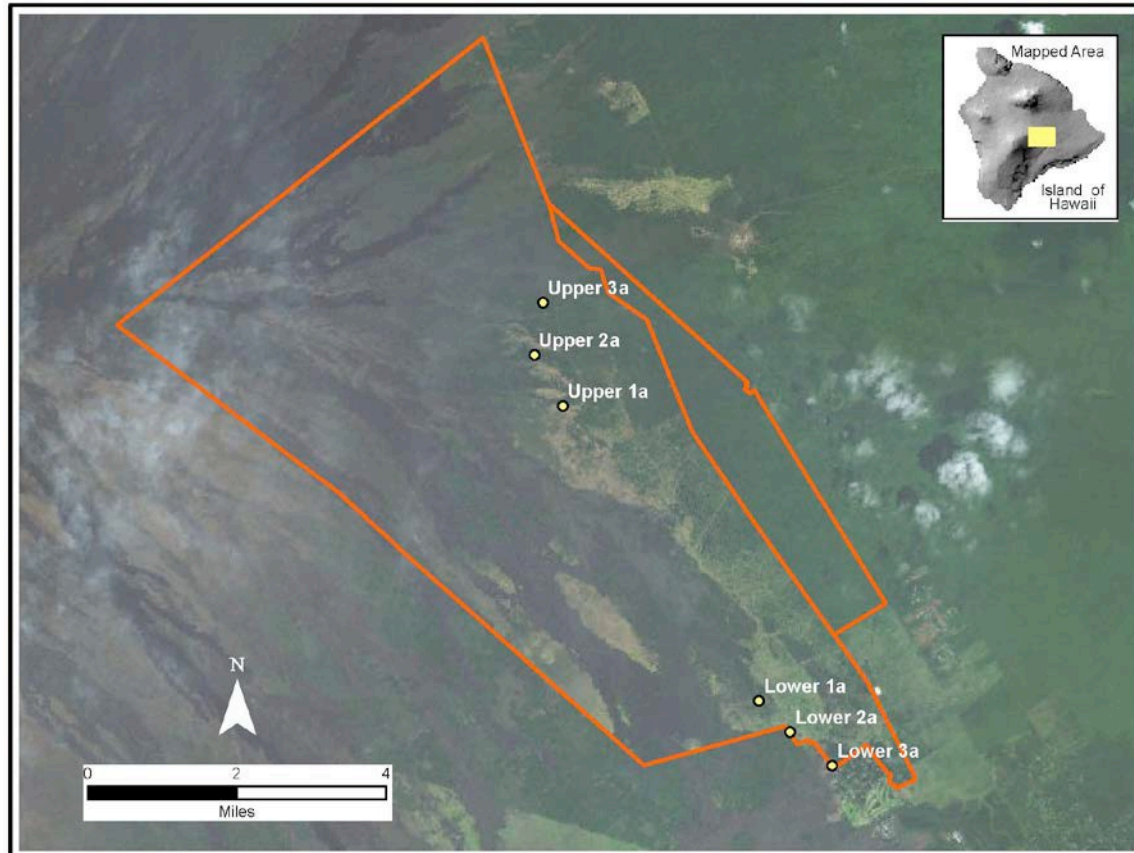 Mapped Area
Island of
Hawaii
Upper 3a
Upper 2a
Upper 1a
Lower 1a
Lower 2a
Lower 3a
N
0 2 4
Miles